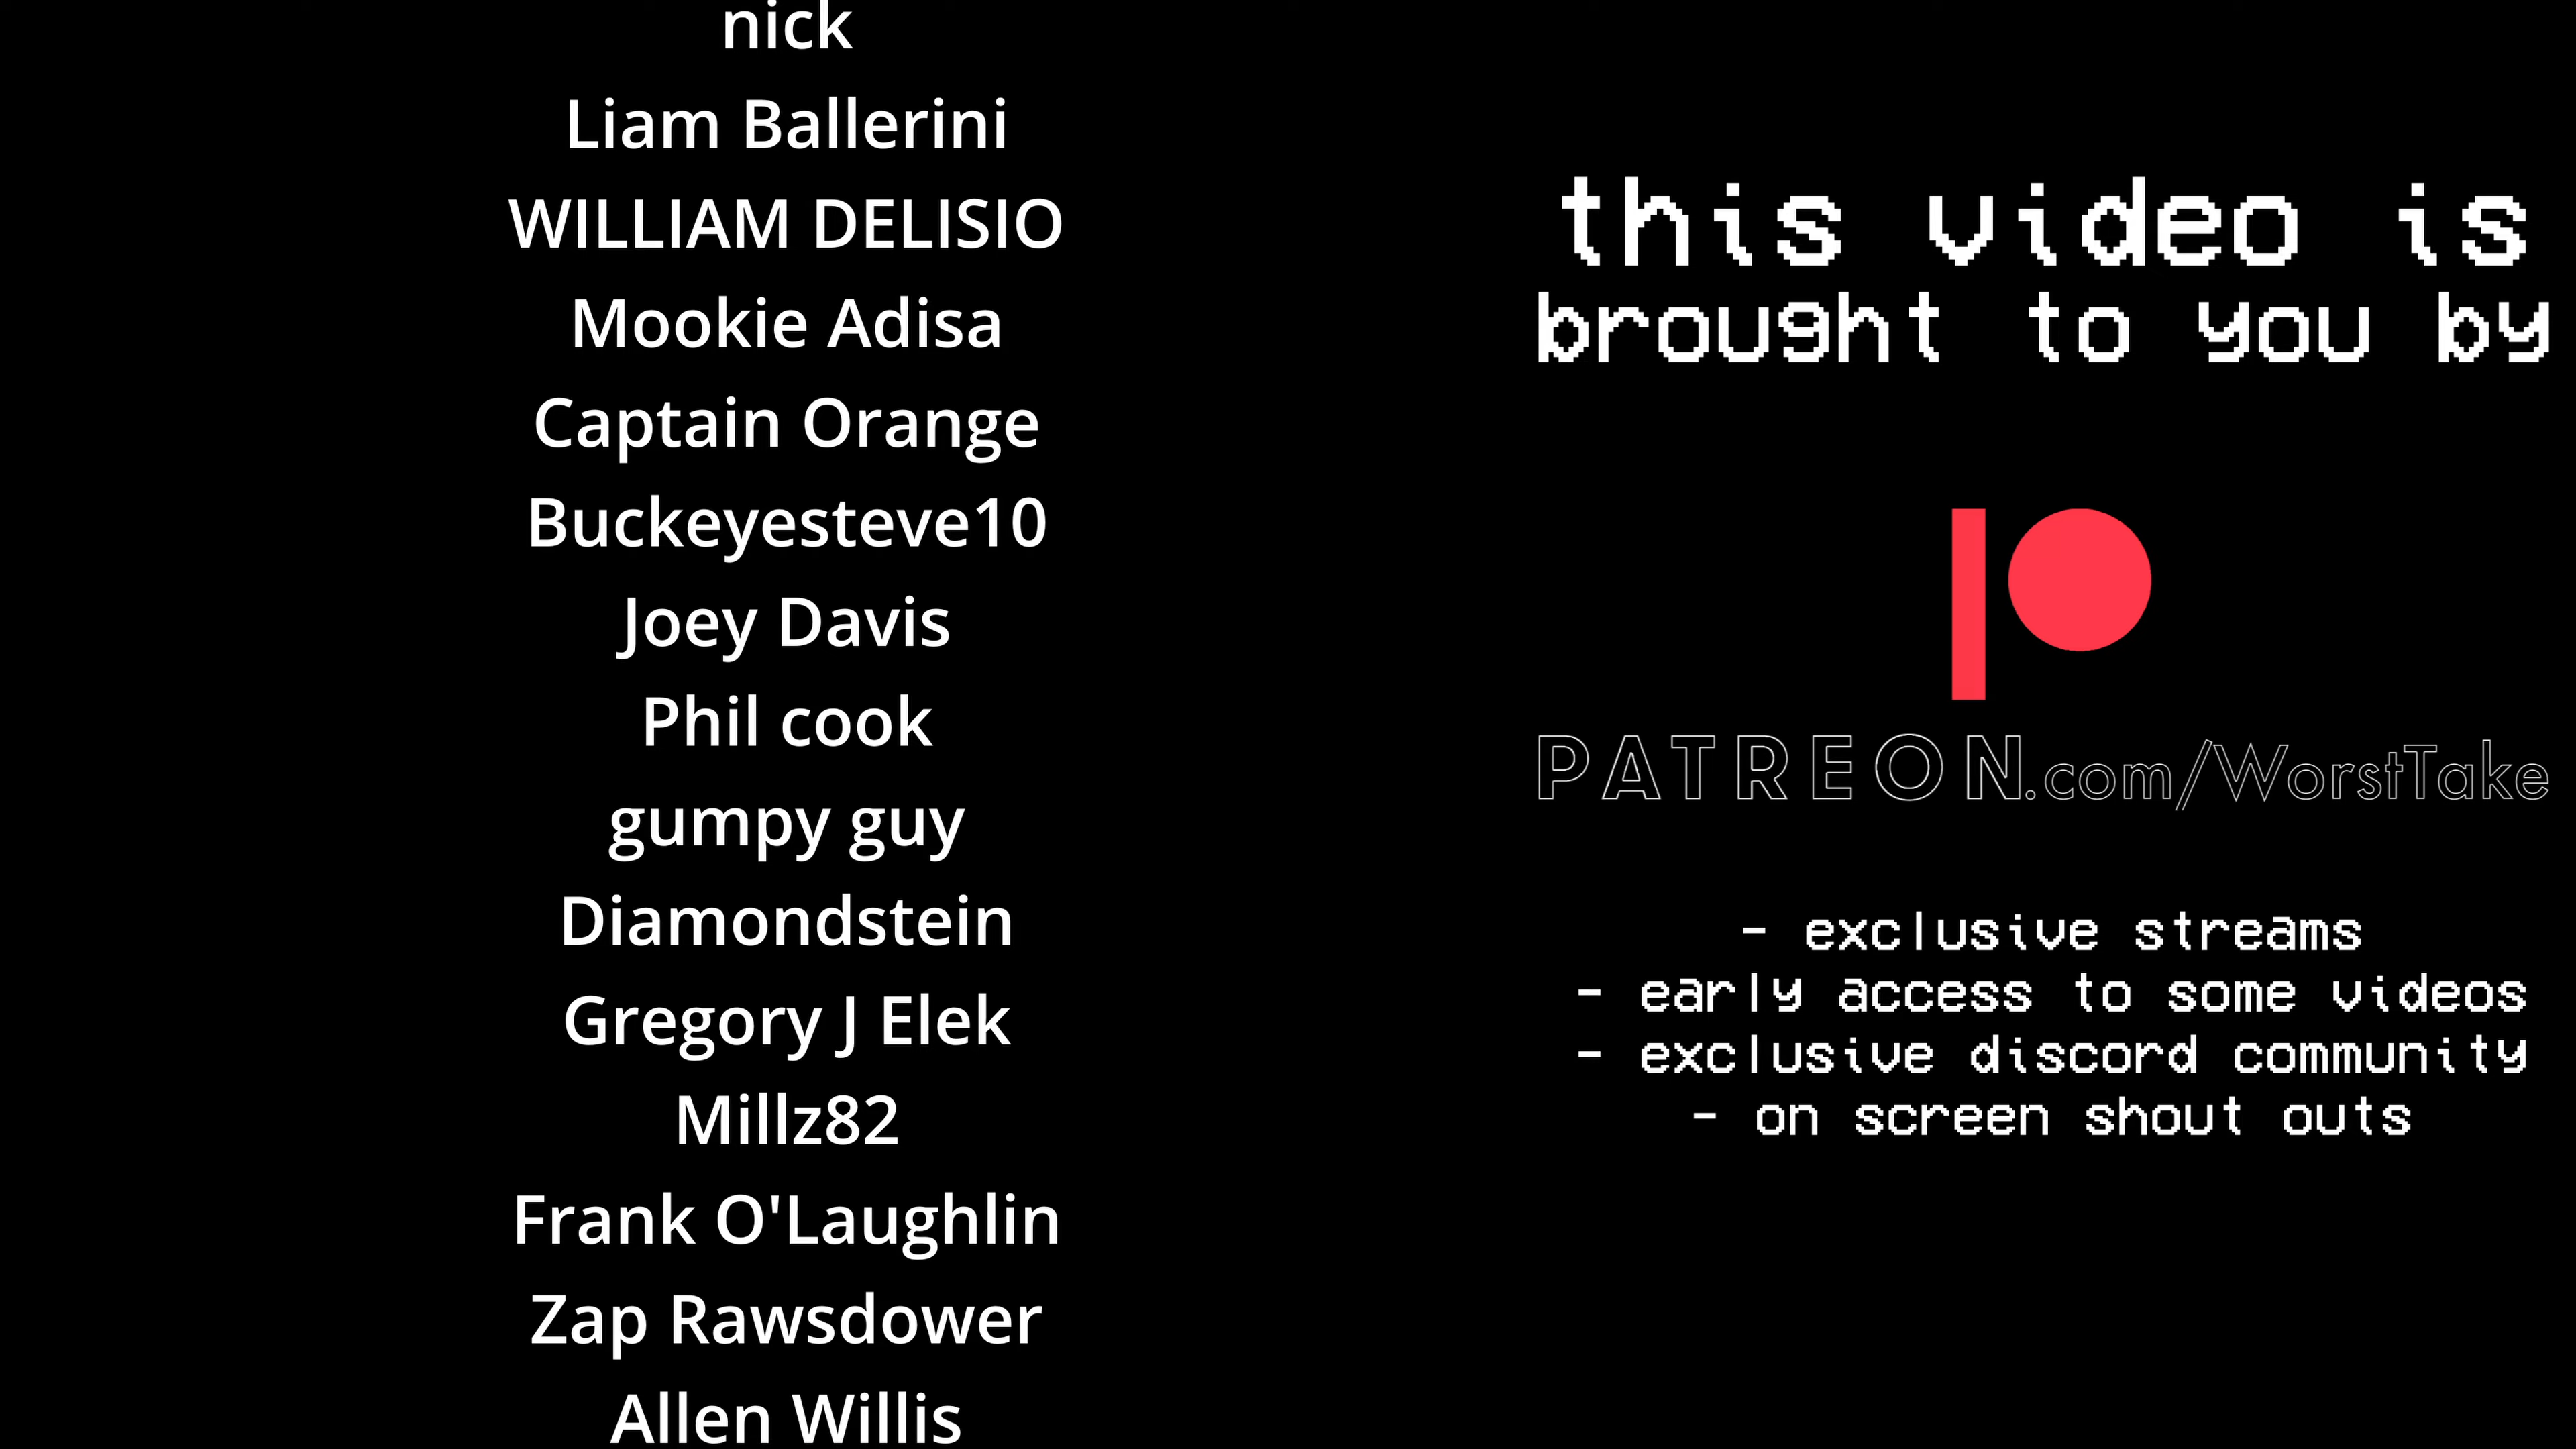 nick
Liam Ballerini
WILLIAM DELISIO
Mookie Adisa
Captain Orange
Buckeyesteve10
Joey Davis
Phil cook
gumpy guy
Diamondstein
Gregory J Elek
Millz82
Frank O'Laughlin
Zap Rawsdower
Allen Willis
this video is
brought to you by
PATREON.com/WorstTake
- exclusive streams
- early access to some videos
- exclusive discord community
- on screen shout outs